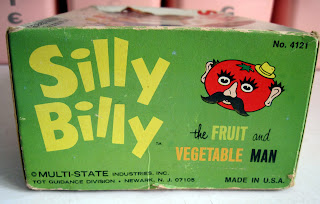 No. 4121
Silly
Billy™
the FRUIT and
VEGETABLE MAN
© MULTI-STATE INDUSTRIES, INC.
TOT GUIDANCE DIVISION • NEWARK, N. J. 07105
MADE IN U.S.A.